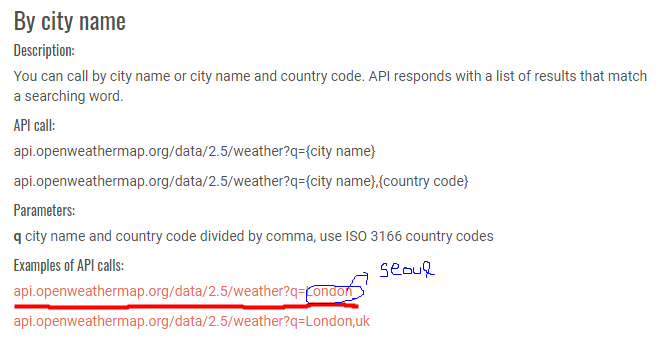 By city name
Description:
You can call by city name or city name and country code. API responds with a list of results that match
a searching word.
API call:
api.openweathermap.org/data/2.5/weather?q={city name}
api.openweathermap.org/data/2.5/weather?q={city name},{country code}
Parameters:
q city name and country code divided by comma, use ISO 3166 country codes
Examples of API calls:
seoul
api.openweathermap.org/data/2.5/weather?q=London
api.openweathermap.org/data/2.5/weather?q=London,uk